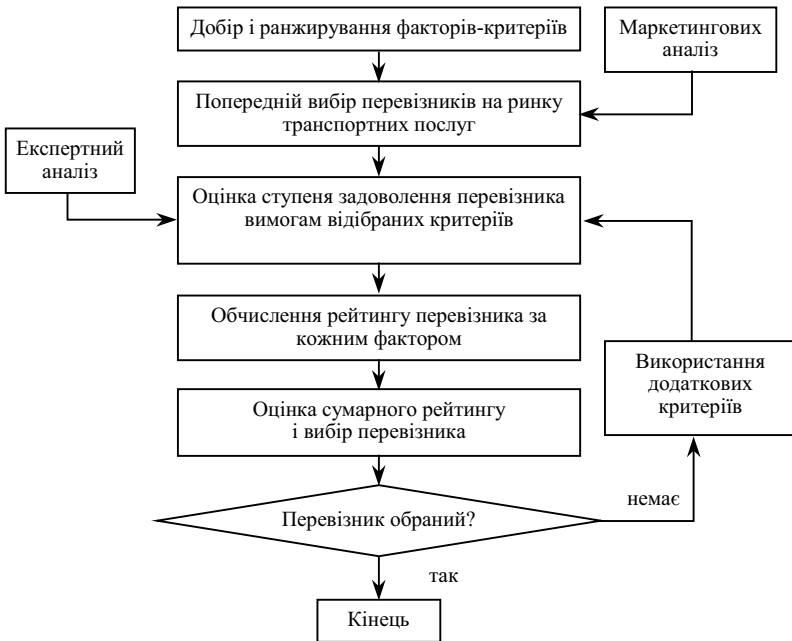 Добір і ранжирування факторів-критеріїв
Маркетингових
аналіз
Попередній вибір перевізників на ринку
транспортних послуг
Експертний
аналіз
Оцінка ступеня задоволення перевізника
вимогам відібраних критеріїв
Обчислення рейтингу перевізника за
кожним фактором
Використання
додаткових
критеріїв
Оцінка сумарного рейтингу
і вибір перевізника
немає
Перевізник обраний?
так
Кінець